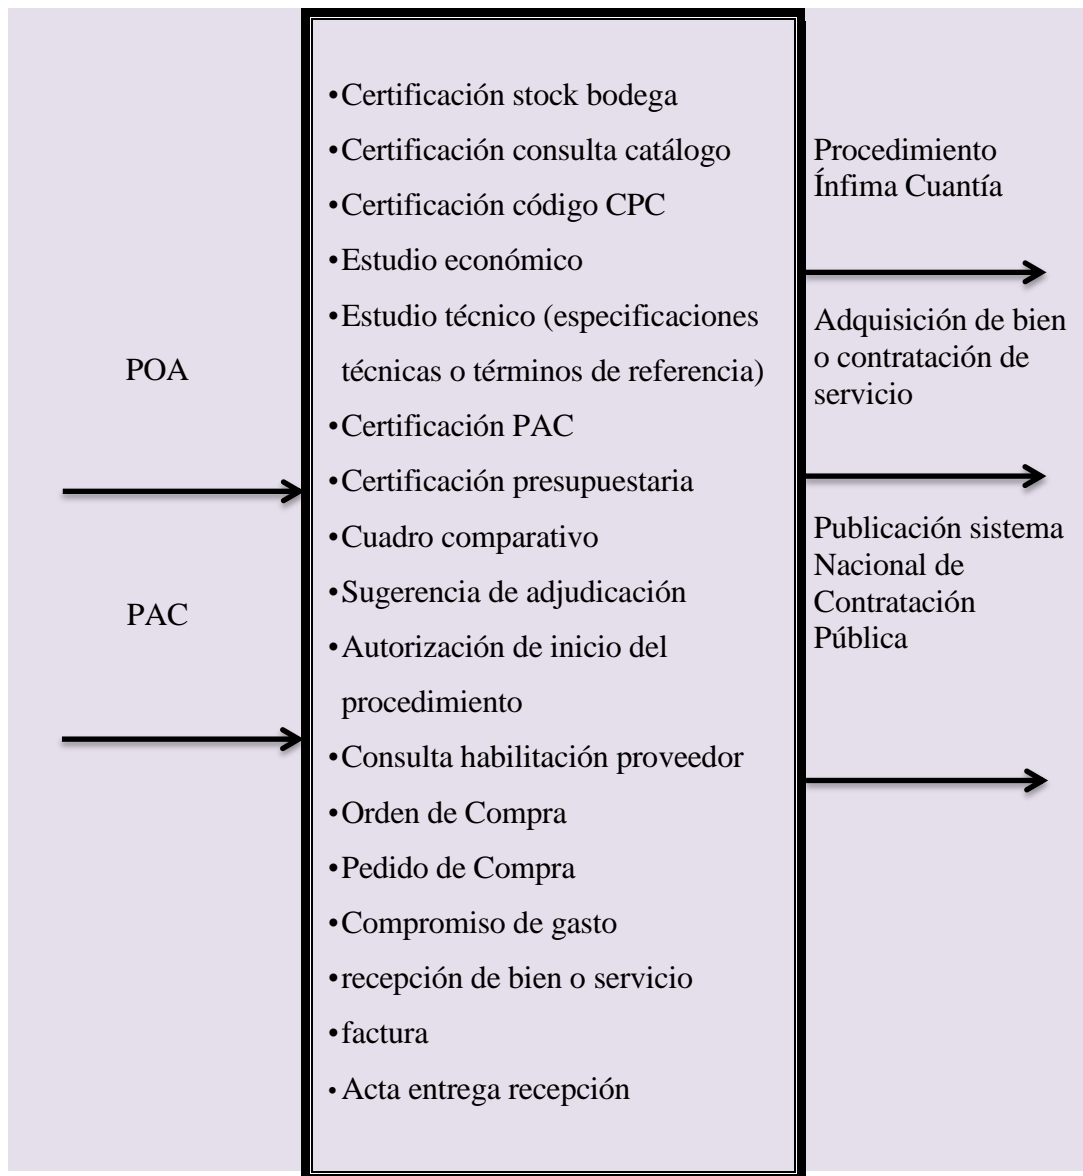 POA
PAC
•Certificación stock bodega
•Certificación consulta catálogo
•Certificación código CPC
•Estudio económico
•Estudio técnico (especificaciones
técnicas o términos de referencia)
•Certificación PAC
•Certificación presupuestaria
•Cuadro comparativo
•Sugerencia de adjudicación
•Autorización de inicio del
procedimiento
•Consulta habilitación proveedor
•Orden de Compra
•Pedido de Compra
•Compromiso de gasto
•recepción de bien o servicio
•factura
•Acta entrega recepción
Procedimiento
Ínfima Cuantía
Adquisición de bien
o contratación de
servicio
Publicación sistema
Nacional de
Contratación
Pública